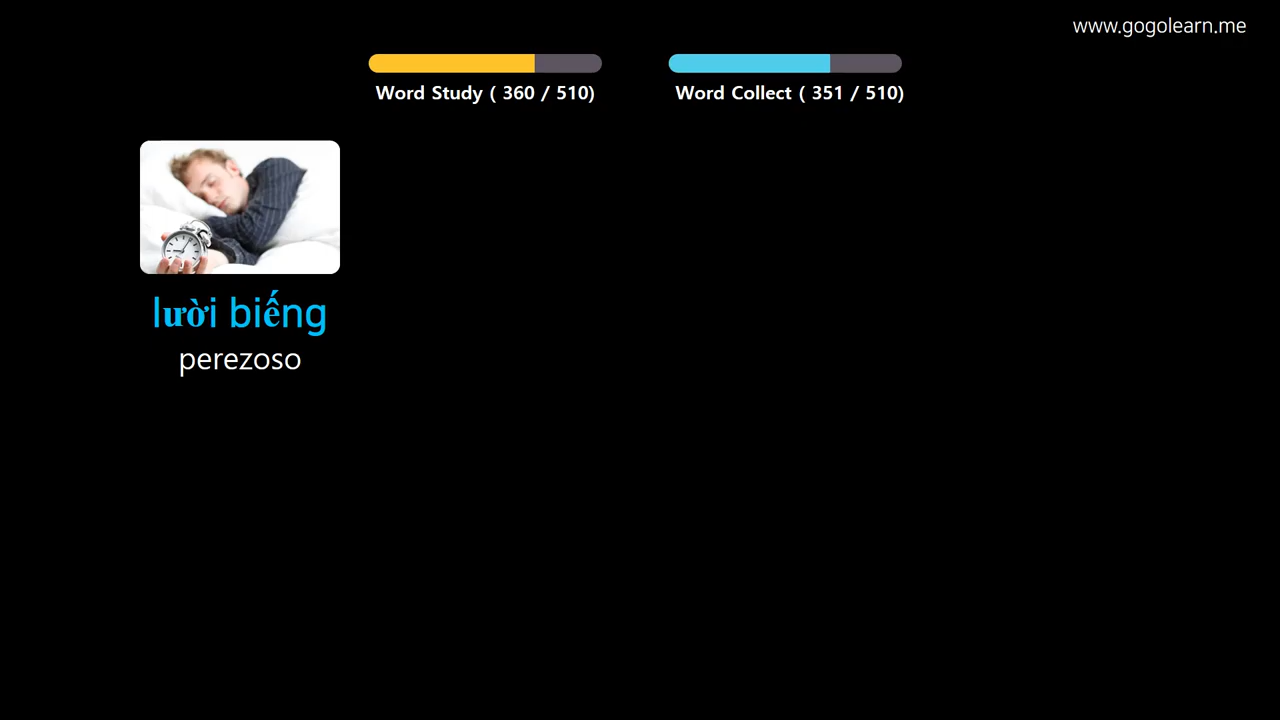 www.gogolearn.me
Word Study ( 360 / 510)
Word Collect ( 351 / 510)
lười biếng
perezoso